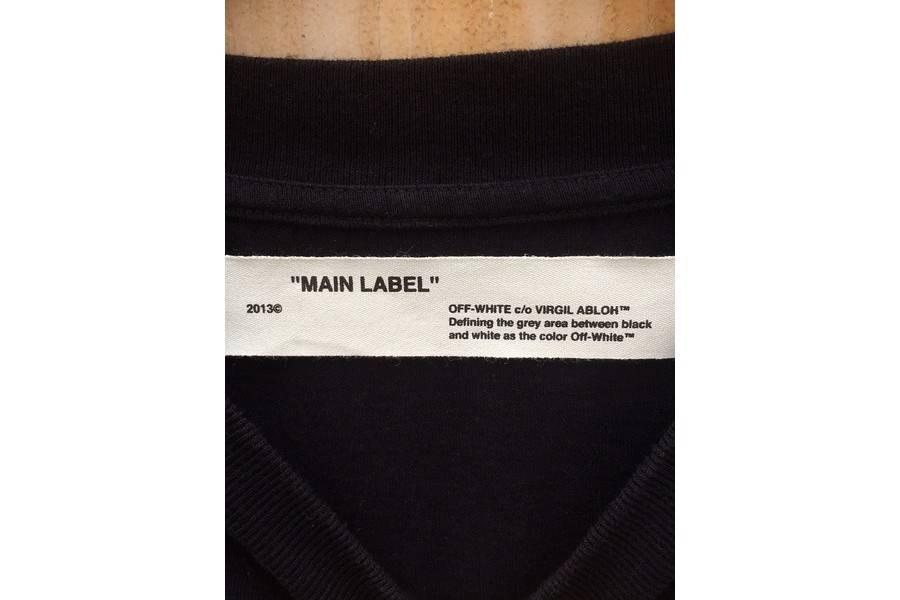 "MAIN LABEL"
2013©
OFF-WHITE c/o VIRGIL ABLOH™
Defining the grey area between black
and white as the color Off-White™